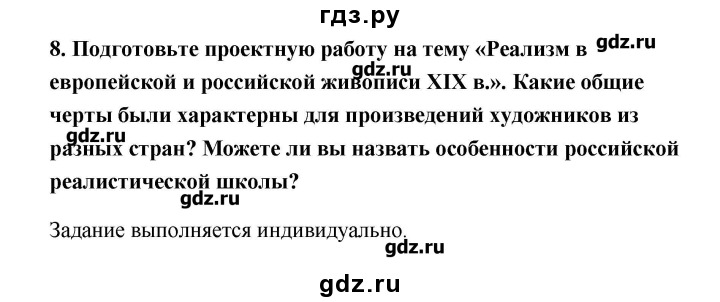 гдз.ру
8. Подготовьте проектную работу на тему «Реализм в gdz.ru
европейской и российской живописи XIX в.». Какие общие
gdz.ru
черты были характерны для произведений художников из
gdz.ru
разных стран? Можете ли вы назвать особенности российской
реалистической школы?
gdz.ru
Задание выполняется индивидуально.
gdz.ru
gdz.ru